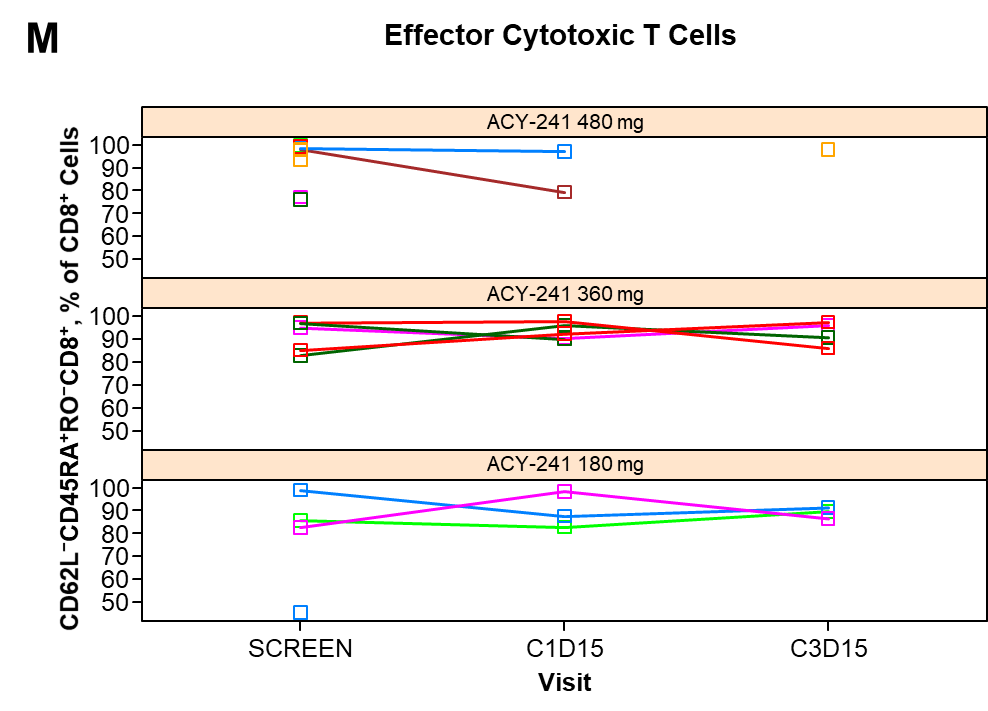 M
Effector Cytotoxic T Cells
CD62L⁻CD45RA⁺RO⁻CD8⁺, % of CD8⁺ Cells
ACY-241 480 mg
100
90
80
70
60
50
ACY-241 360 mg
100
90
80
70
60
50
ACY-241 180 mg
100
90
80
70
60
50
SCREEN C1D15 C3D15
Visit